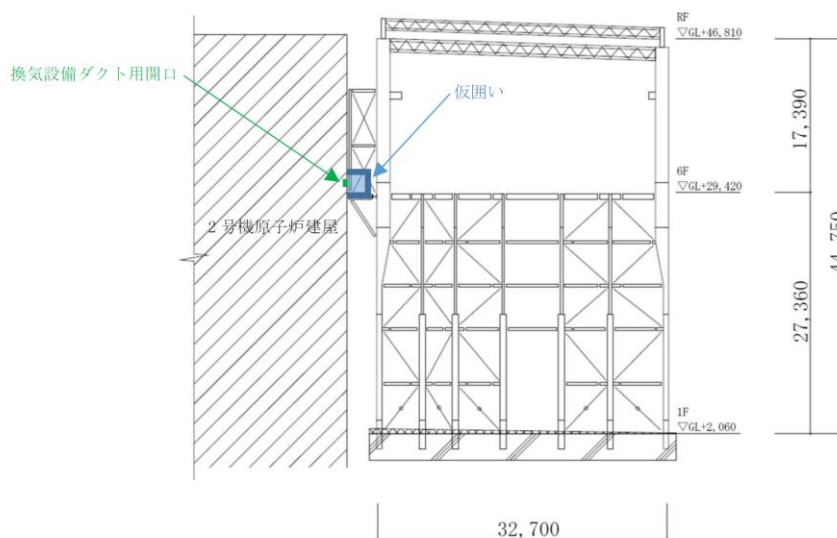 RF
▽GL+46,810
換気設備ダクト用開口
仮囲い
17,390
6F
▽GL+29,420
2号機原子炉建屋
44,750
27,360
1F
▽GL+2,060
32,700